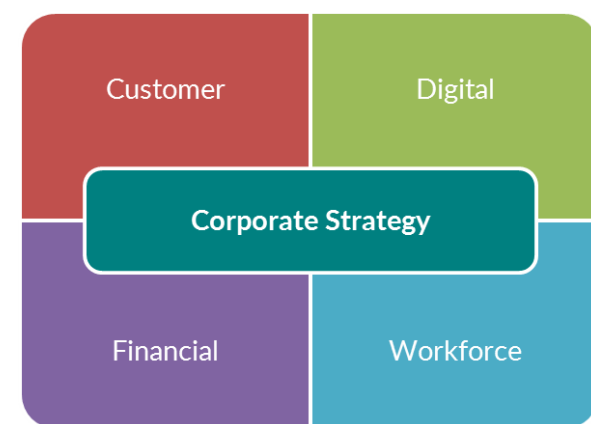 Customer
Digital
Corporate Strategy
Financial
Workforce